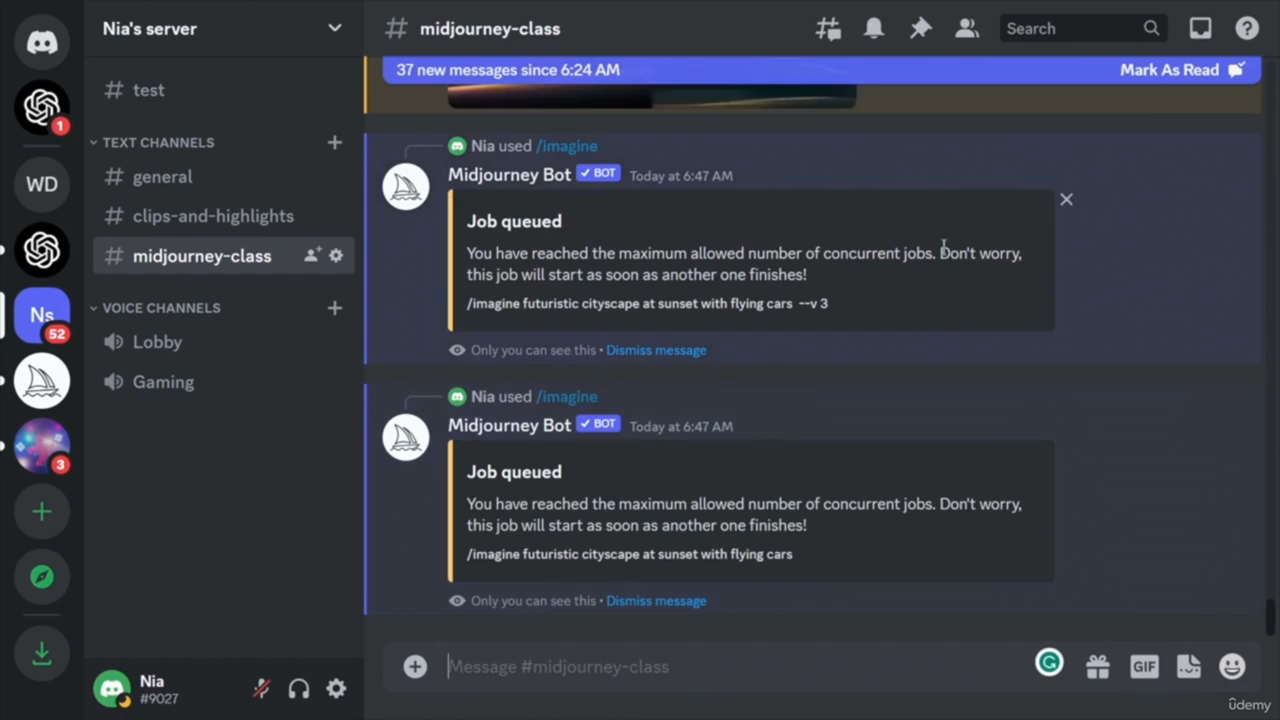 Nia's server
test
TEXT CHANNELS
general
clips-and-highlights
midjourney-class
VOICE CHANNELS
Lobby
Gaming
1
WD
Ns
52
3
Nia
#9027
midjourney-class
Search
37 new messages since 6:24 AM
Mark As Read
Nia used /imagine
Midjourney Bot ✓ BOT Today at 6:47 AM
Job queued
You have reached the maximum allowed number of concurrent jobs. Don't worry,
this job will start as soon as another one finishes!
/imagine futuristic cityscape at sunset with flying cars --v 3
Only you can see this • Dismiss message
Nia used /imagine
Midjourney Bot ✓ BOT Today at 6:47 AM
Job queued
You have reached the maximum allowed number of concurrent jobs. Don't worry,
this job will start as soon as another one finishes!
/imagine futuristic cityscape at sunset with flying cars
Only you can see this • Dismiss message
Message #midjourney-class
GIF
ûdemy